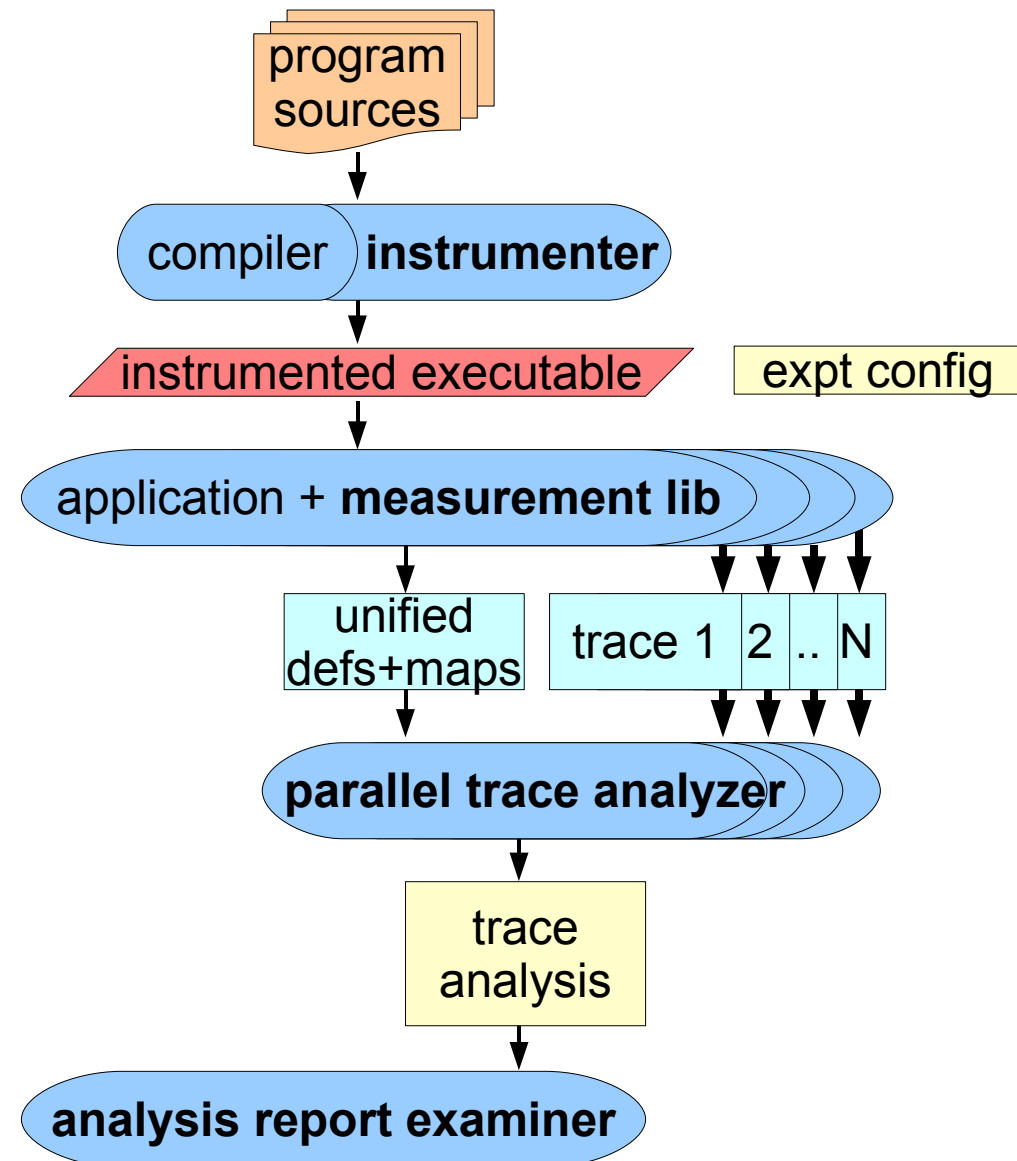 program
sources
compiler instrumenter
instrumented executable
expt config
application + measurement lib
unified
defs+maps
trace 1 2 .. N
parallel trace analyzer
trace
analysis
analysis report examiner